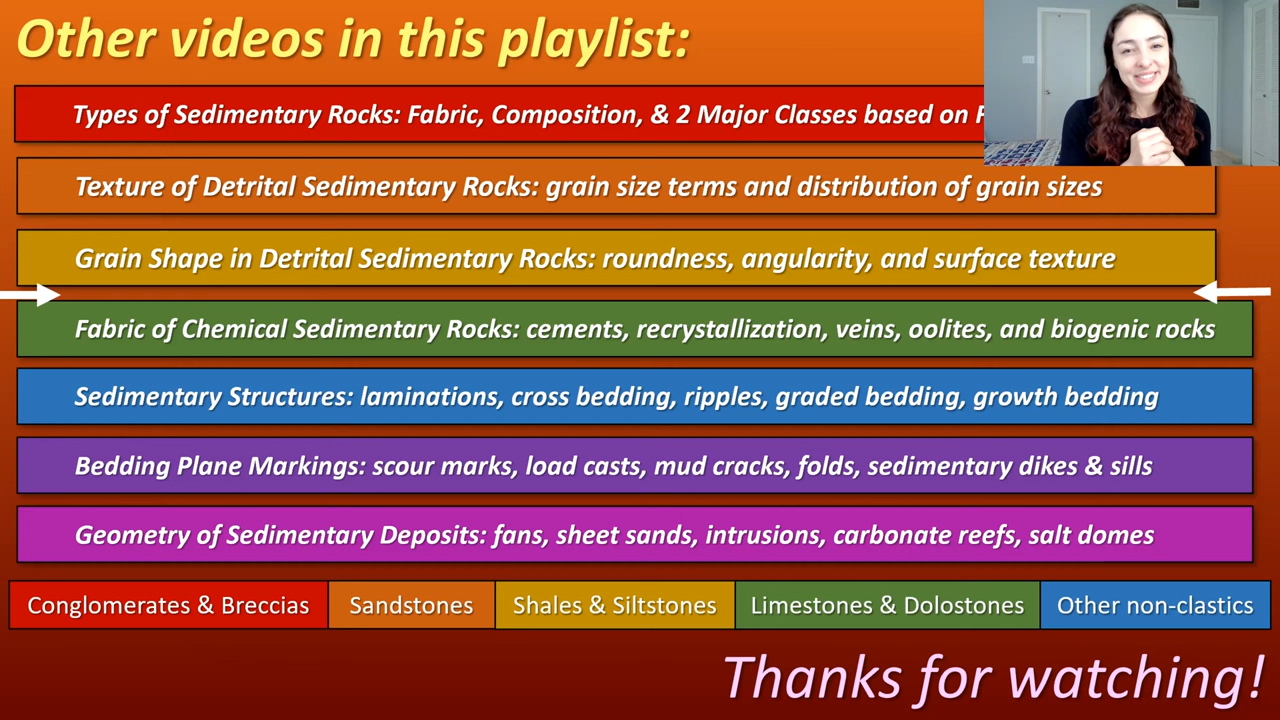 Other videos in this playlist:
Types of Sedimentary Rocks: Fabric, Composition, & 2 Major Classes based on
Texture of Detrital Sedimentary Rocks: grain size terms and distribution of grain sizes
Grain Shape in Detrital Sedimentary Rocks: roundness, angularity, and surface texture
Fabric of Chemical Sedimentary Rocks: cements, recrystallization, veins, oolites, and biogenic rocks
Sedimentary Structures: laminations, cross bedding, ripples, graded bedding, growth bedding
Bedding Plane Markings: scour marks, load casts, mud cracks, folds, sedimentary dikes & sills
Geometry of Sedimentary Deposits: fans, sheet sands, intrusions, carbonate reefs, salt domes
Conglomerates & Breccias Sandstones Shales & Siltstones Limestones & Dolostones Other non-clastics
Thanks for watching!